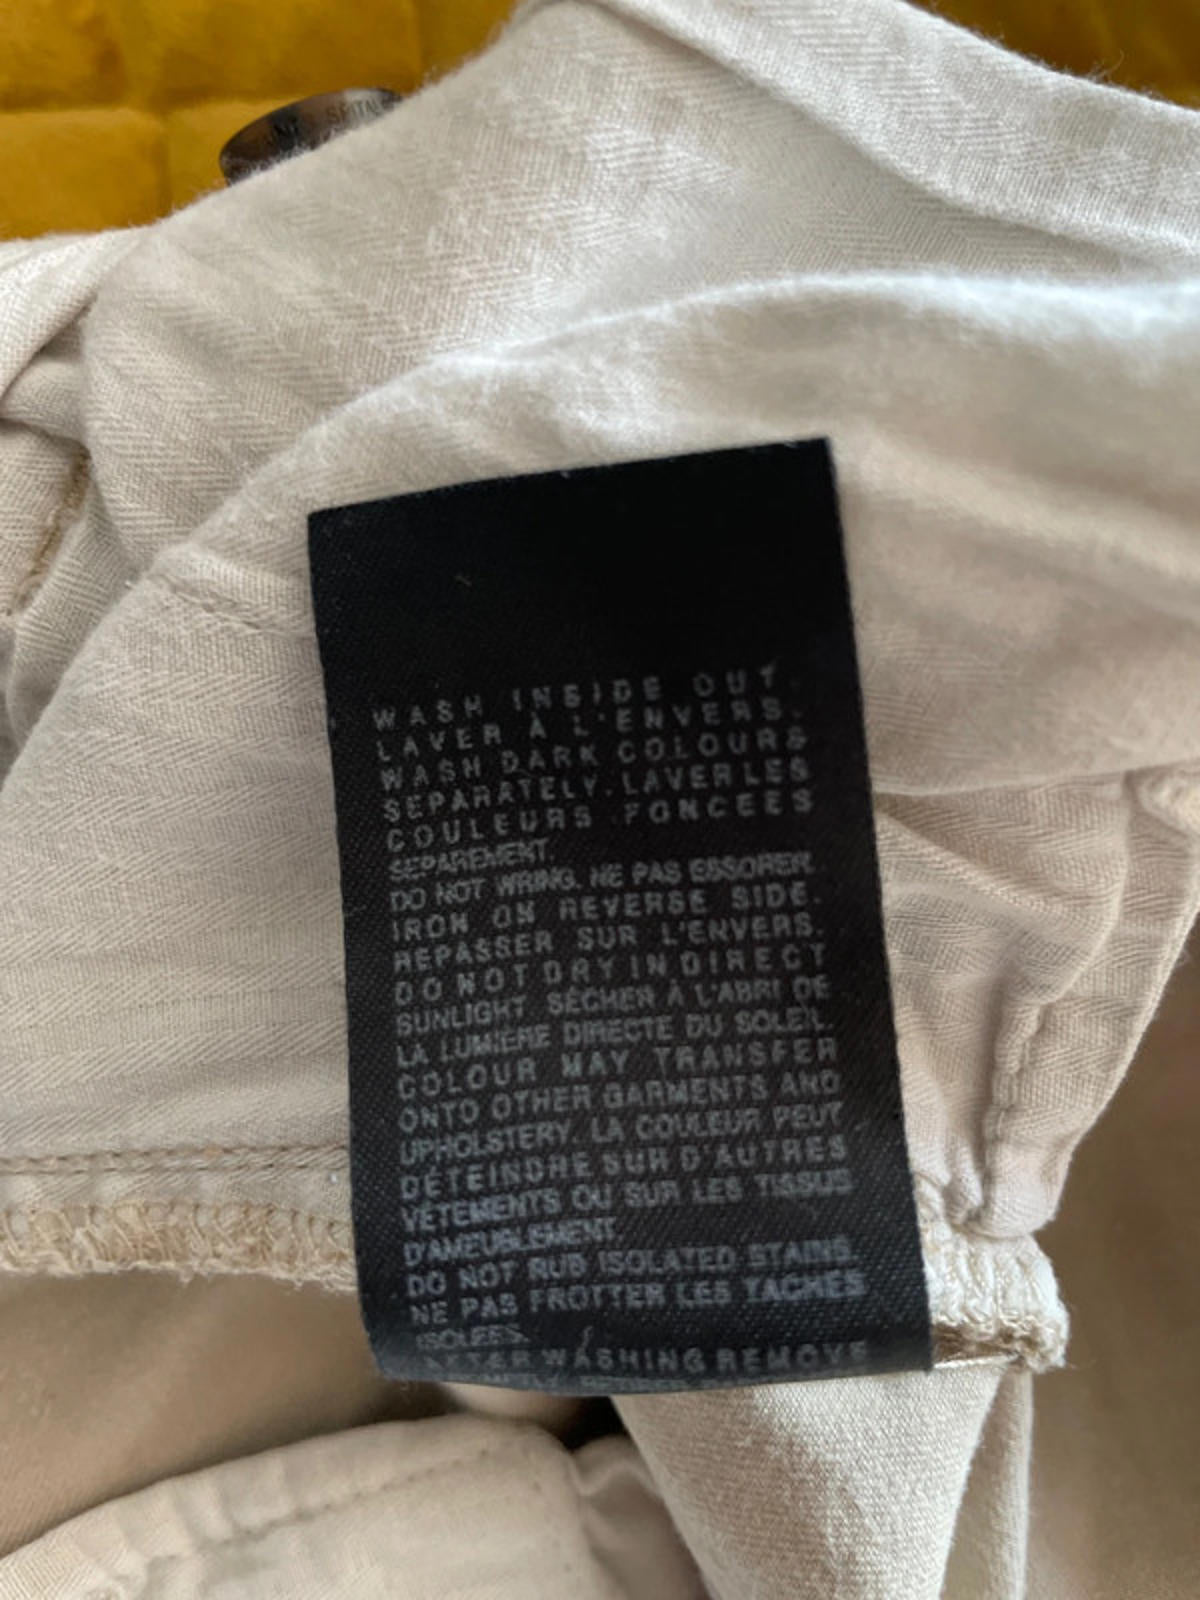 SPITAL
WASH INSIDE OUT.
LAVER À L'ENVERS.
WASH DARK COLOURS
SEPARATELY. LAVER LES
COULEURS FONCEES
SEPAREMENT.
DO NOT WRING. NE PAS ESSORER.
IRON ON REVERSE SIDE.
REPASSER SUR L'ENVERS.
DO NOT DRY IN DIRECT
SUNLIGHT SÉCHER À L'ABRI DE
LA LUMIÈRE DIRECTE DU SOLEIL.
COLOUR MAY TRANSFER
ONTO OTHER GARMENTS AND
UPHOLSTERY. LA COULEUR PEUT
DÉTEINDRE SUR D'AUTRES
VÊTEMENTS OU SUR LES TISSUS
D'AMEUBLEMENT.
DO NOT RUB ISOLATED STAINS.
NE PAS FROTTER LES TACHES
ISOLEES.
AFTER WASHING REMOVE